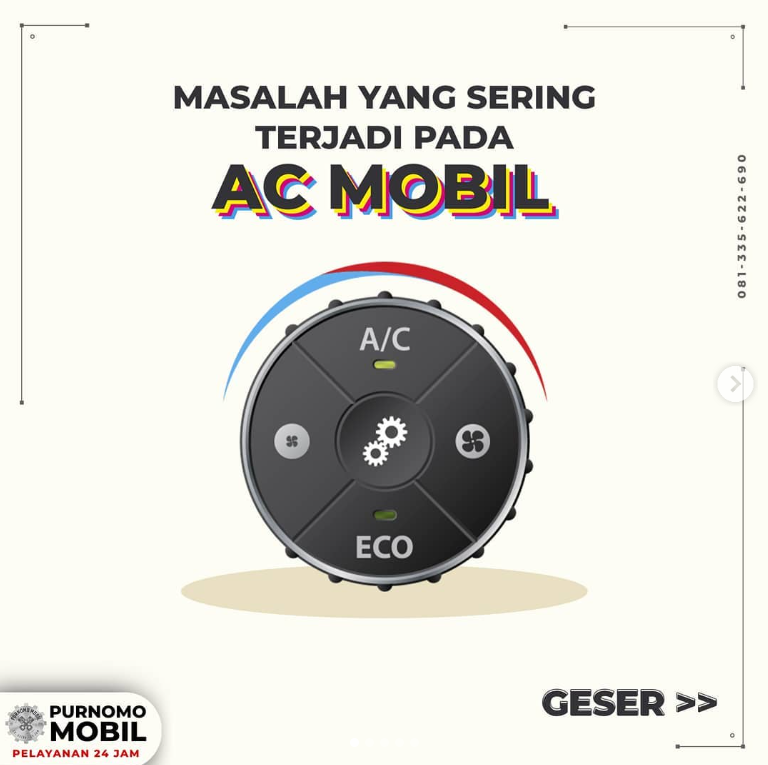 MASALAH YANG SERING
TERJADI PADA
AC MOBIL
081-335-622-690
A/C
ECO
GESER >>
PURNOMO
MOBIL
PELAYANAN 24 JAM